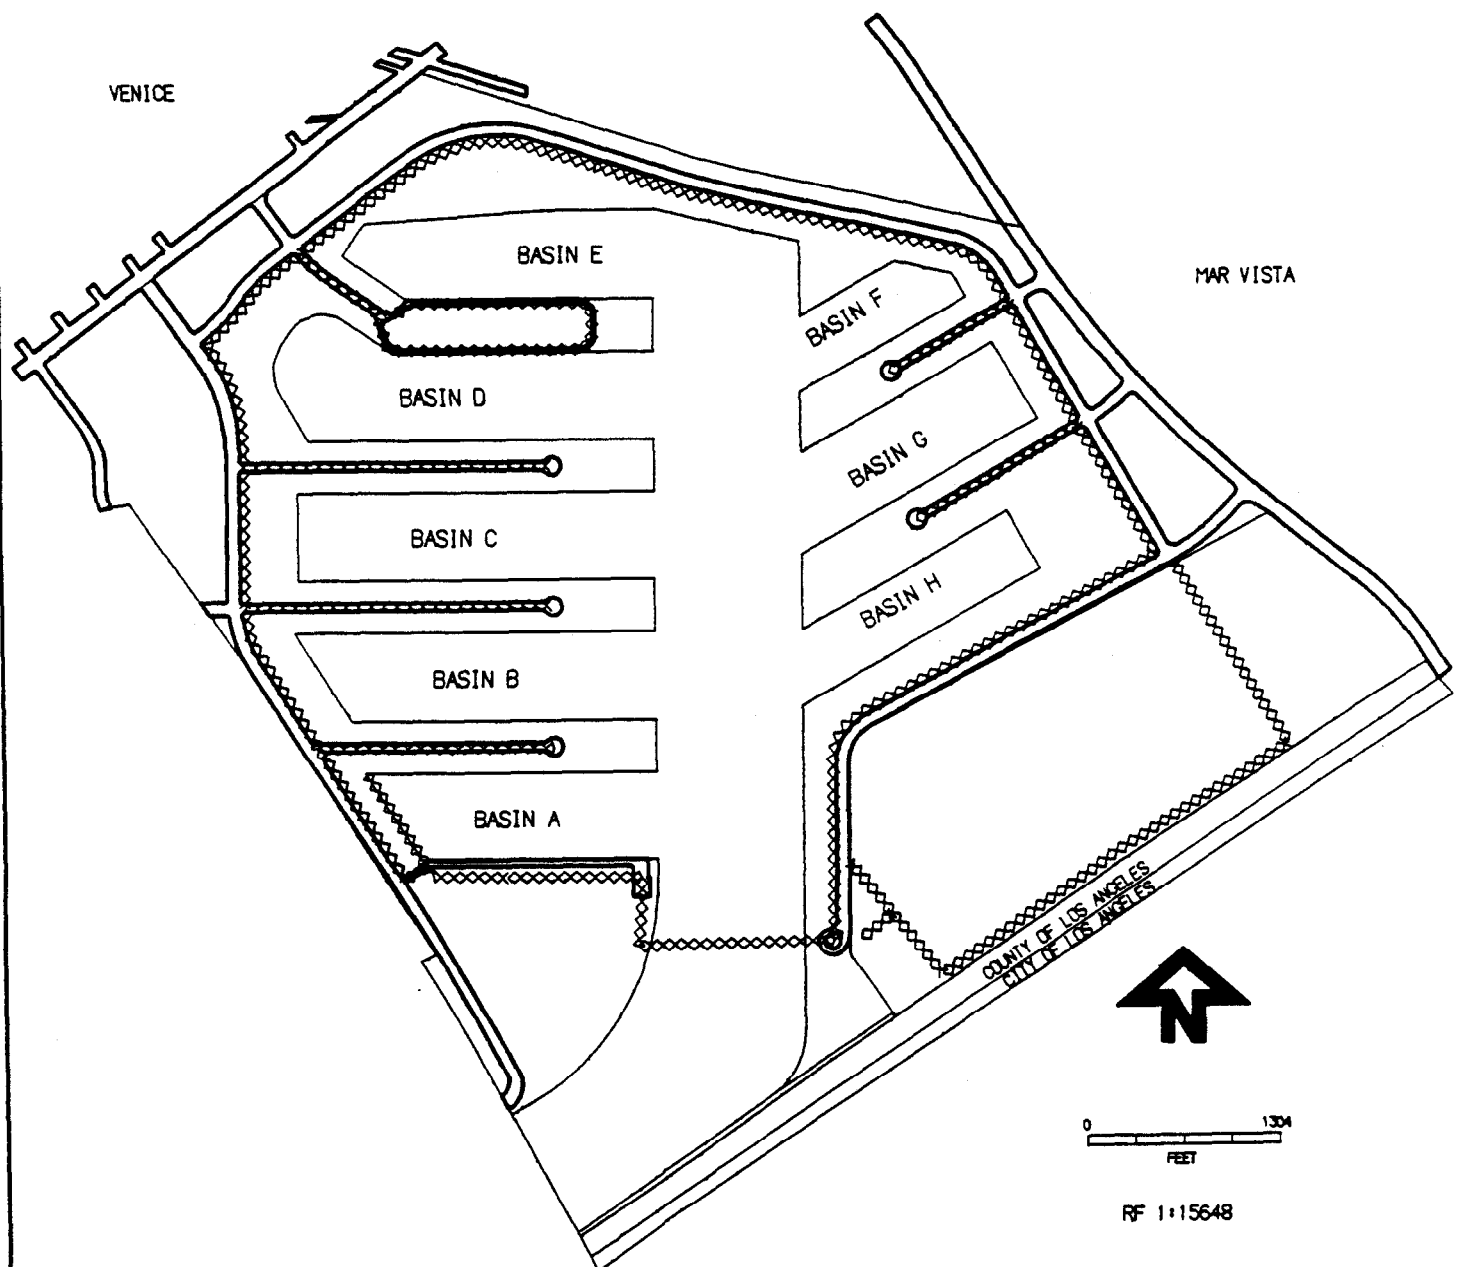 VENICE
BASIN E
MAR VISTA
BASIN F
BASIN D
BASIN G
BASIN C
BASIN H
BASIN B
BASIN A
COUNTY OF LOS ANGELES
CITY OF LOS ANGELES
N
0 1304
FEET
RF 1:15648